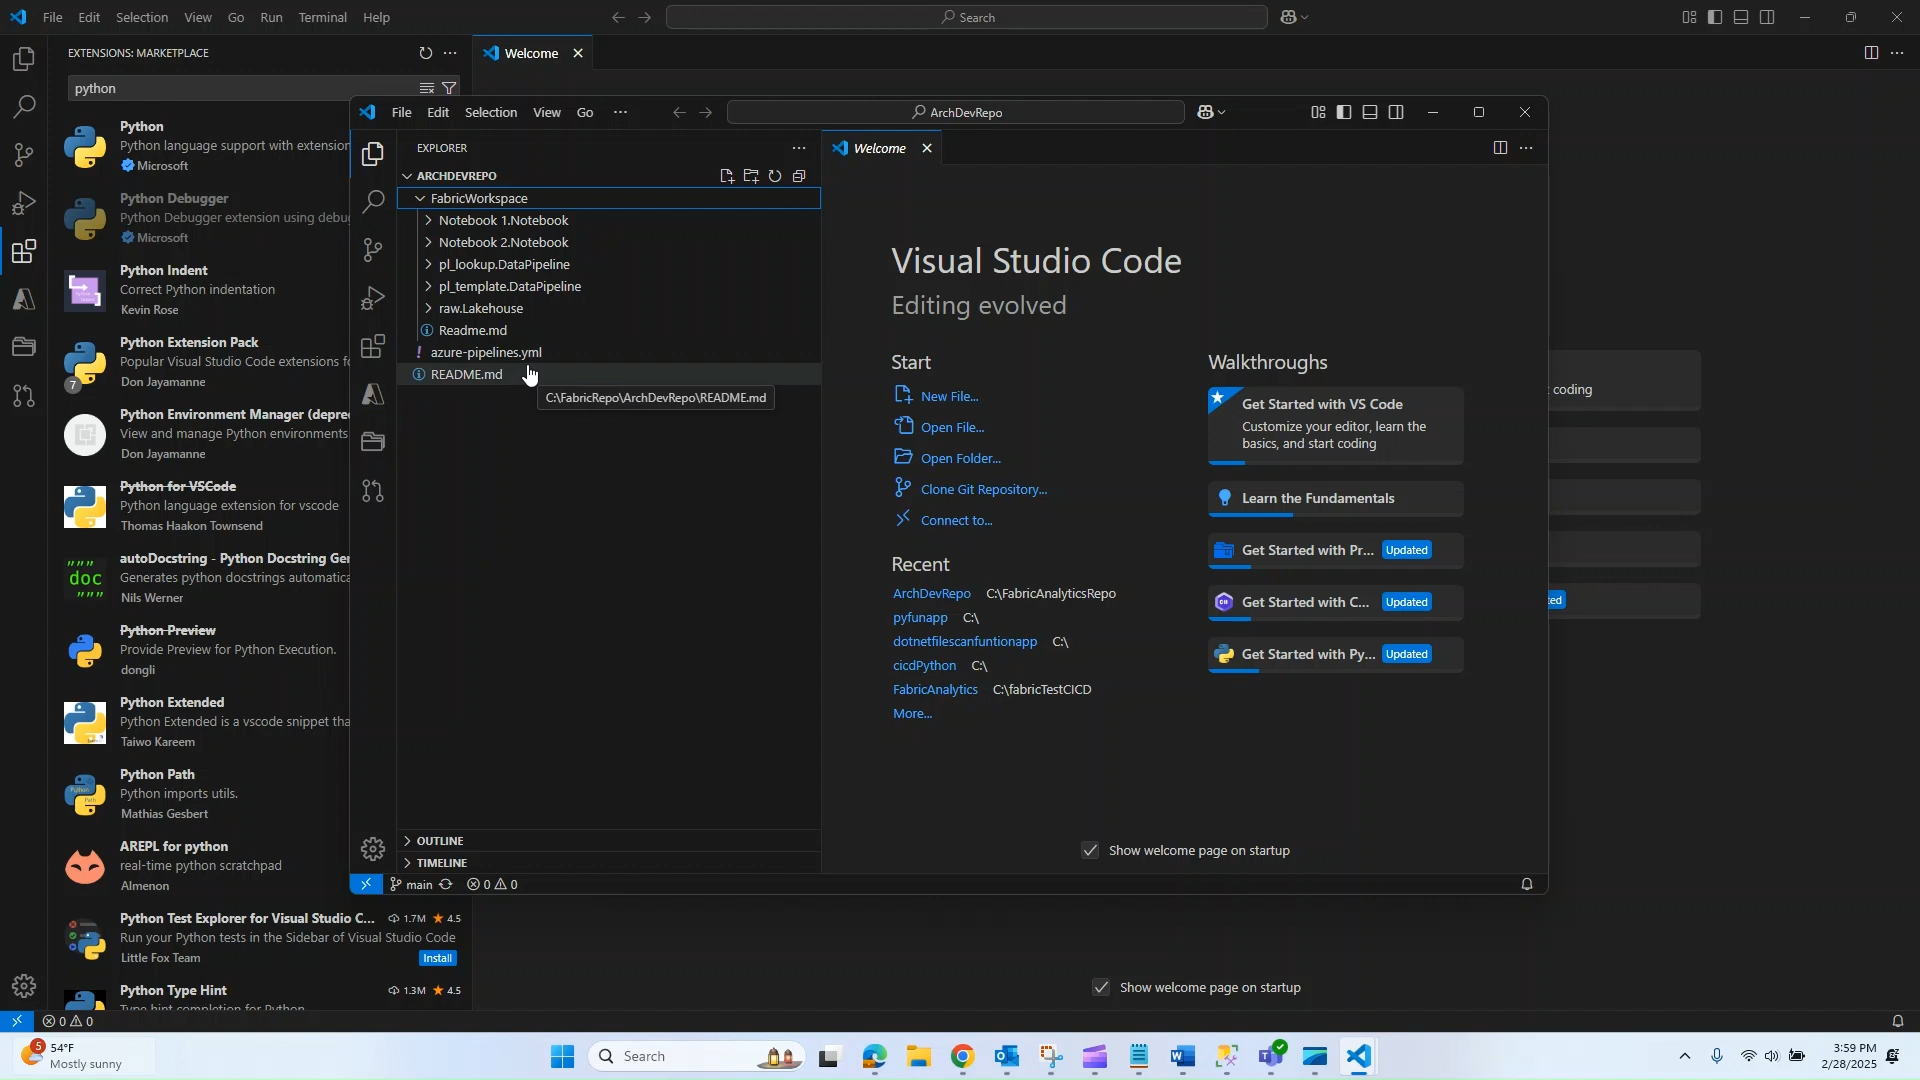 File Edit Selection View Go Run Terminal Help
Search
EXTENSIONS: MARKETPLACE
Welcome
python
Python
Python language support with extension
Microsoft
Python Debugger
Python Debugger extension using debu
Microsoft
Python Indent
Correct Python indentation
Kevin Rose
Python Extension Pack
Popular Visual Studio Code extensions fo
Don Jayamanne
7
Python Environment Manager (depre
View and manage Python environments
Don Jayamanne
Python for VSCode
Python language extension for vscode
Thomas Haakon Townsend
autoDocstring - Python Docstring Gen
Generates python docstrings automatica
Nils Werner
""" doc """
Python Preview
Provide Preview for Python Execution.
dongli
Python Extended
Python Extended is a vscode snippet tha
Taiwo Kareem
Python Path
Python imports utils.
Mathias Gesbert
AREPL for python
real-time python scratchpad
Almenon
Python Test Explorer for Visual Studio C... 1.7M 4.5
Run your Python tests in the Sidebar of Visual Studio Code
Little Fox Team
Install
Python Type Hint 1.3M 4.5
Type hint completion for Python
File Edit Selection View Go
ArchDevRepo
EXPLORER
ARCHDEVREPO
FabricWorkspace
Notebook 1.Notebook
Notebook 2.Notebook
pl_lookup.DataPipeline
pl_template.DataPipeline
raw.Lakehouse
Readme.md
azure-pipelines.yml
README.md
C:\FabricRepo\ArchDevRepo\README.md
OUTLINE
TIMELINE
main 0 0
Welcome
Visual Studio Code
Editing evolved
Start
New File...
Open File...
Open Folder...
Clone Git Repository...
Connect to...
Recent
ArchDevRepo C:\FabricAnalyticsRepo
pyfunapp C:\
dotnetfilescanfuntionapp C:\
cicdPython C:\
FabricAnalytics C:\fabricTestCICD
More...
Walkthroughs
Get Started with VS Code
Customize your editor, learn the
basics, and start coding
Learn the Fundamentals
Get Started with Pr... Updated
Get Started with C... Updated
Get Started with Py... Updated
Show welcome page on startup
coding
ted
Show welcome page on startup
0 0
5
54°F
Mostly sunny
Search
3:59 PM
2/28/2025